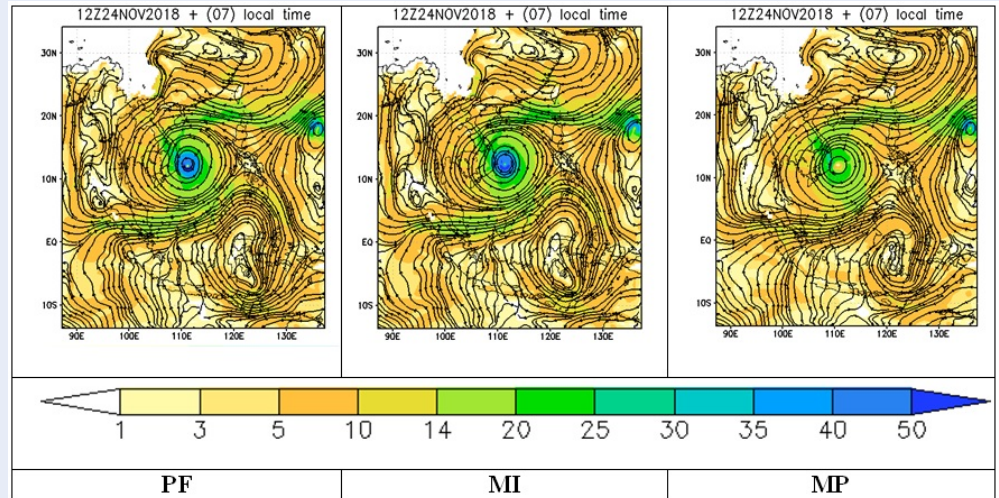 12Z24NOV2018 + (07) local time
30N
20N
10N
EQ
10S
90E 100E 110E 120E 130E
12Z24NOV2018 + (07) local time
30N
20N
10N
EQ
10S
90E 100E 110E 120E 130E
12Z24NOV2018 + (07) local time
30N
20N
10N
EQ
10S
90E 100E 110E 120E 130E
1 3 5 10 14 20 25 30 35 40 50
PF MI MP